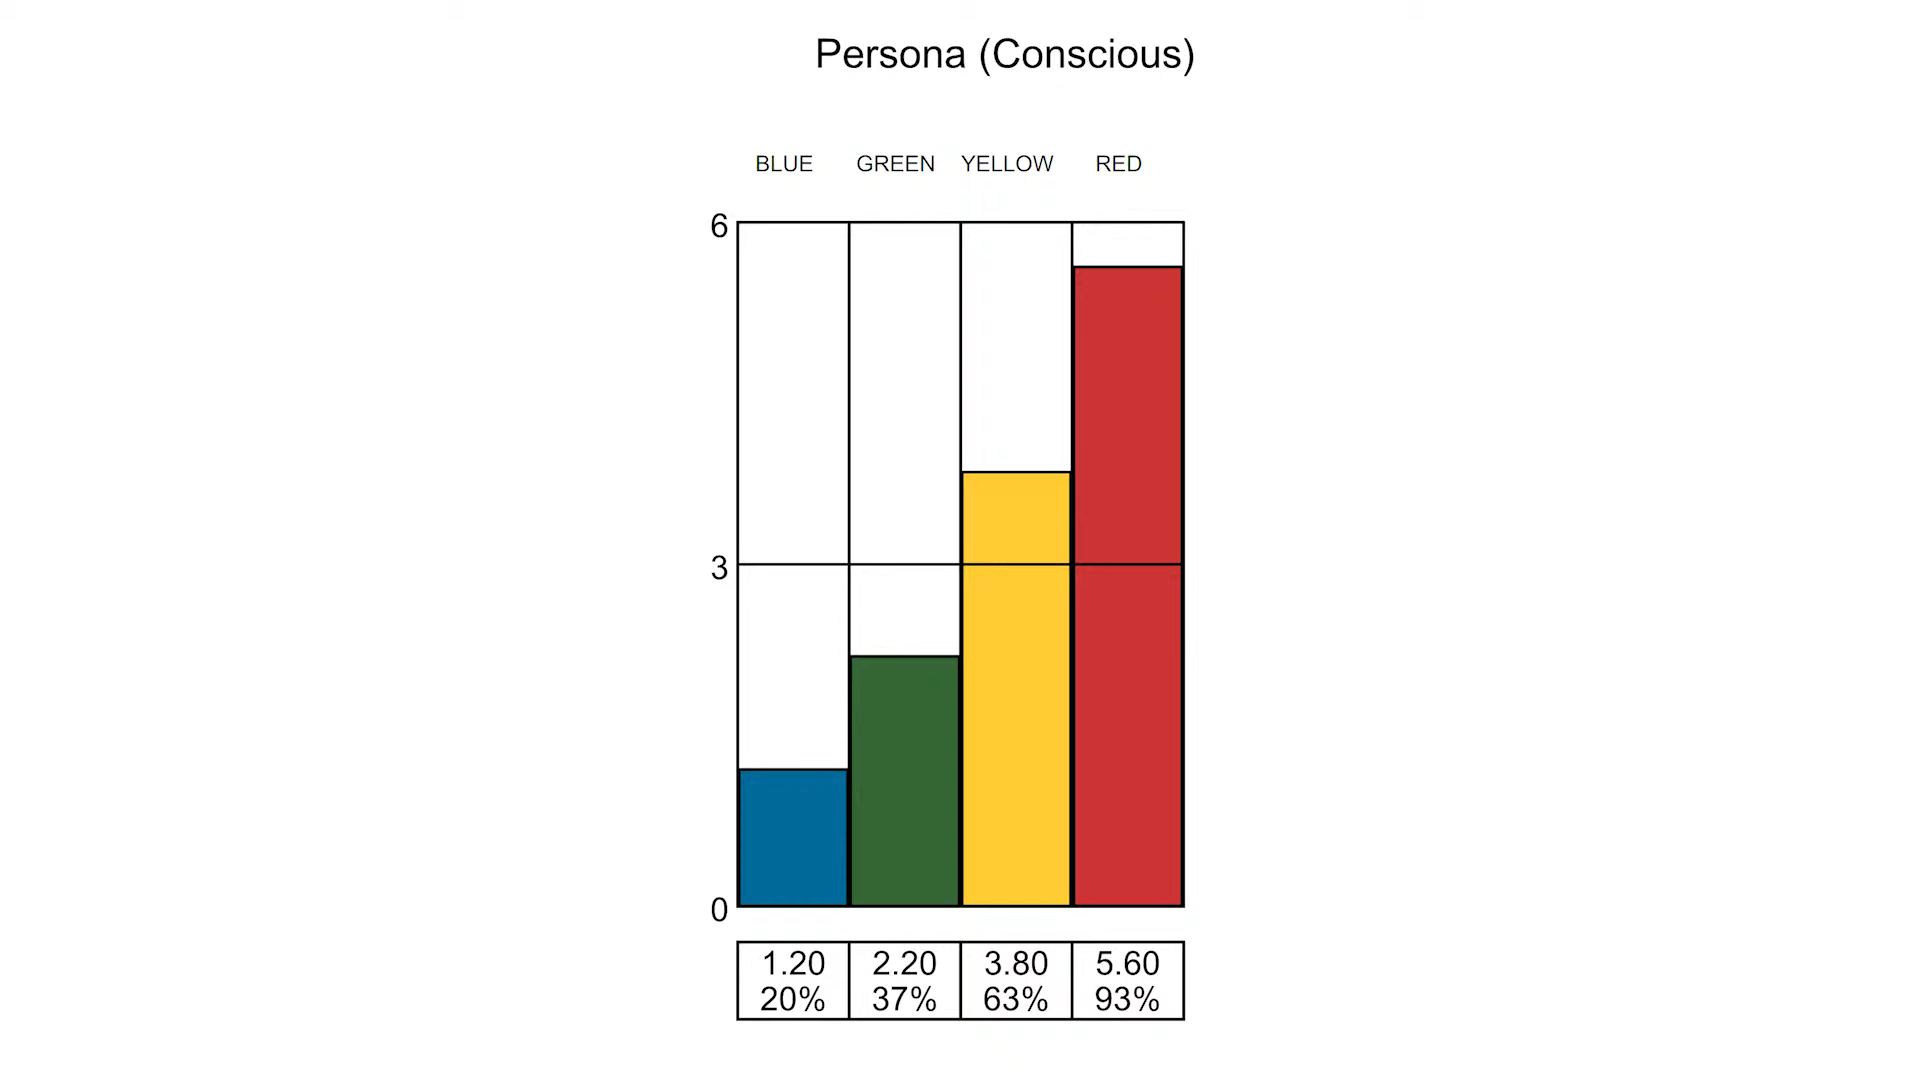 Persona (Conscious)
BLUE GREEN YELLOW RED
6
3
0
1.20 2.20 3.80 5.60
20% 37% 63% 93%